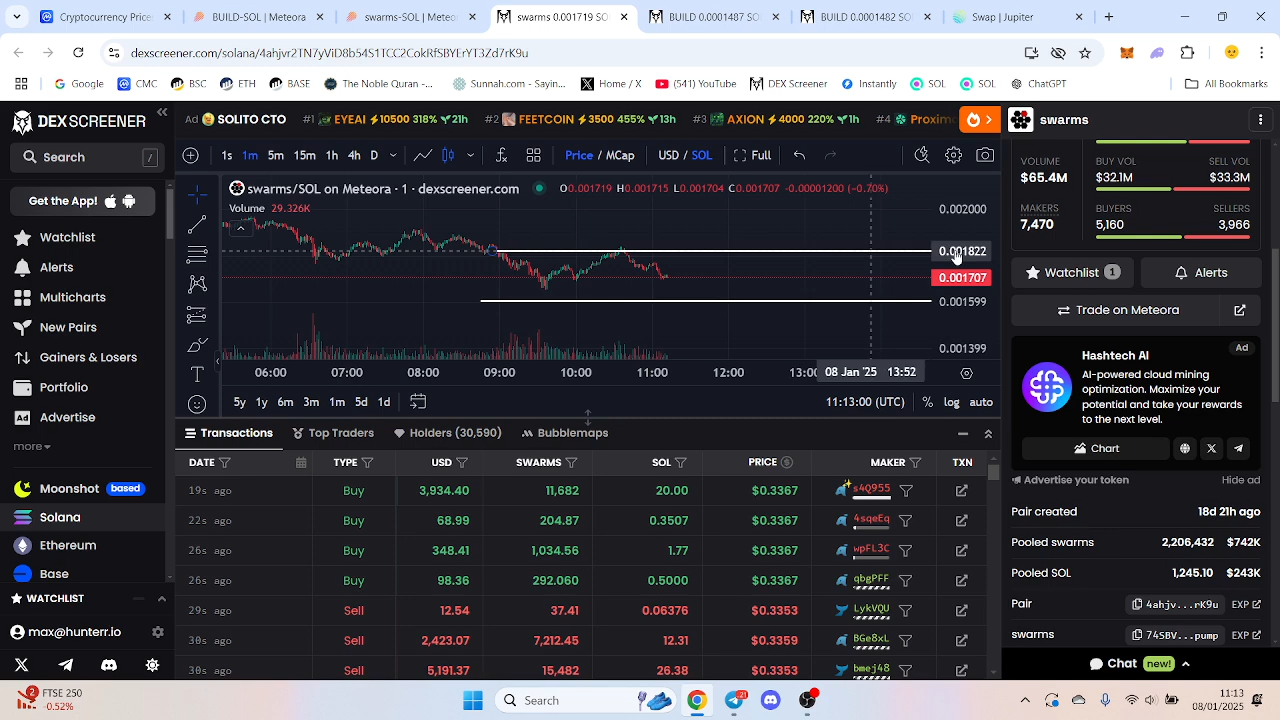 Cryptocurrency Price
BUILD-SOL | Meteora
swarms-SOL | Meteo
swarms 0.001719 SO
BUILD 0.001487 SO
BUILD 0.001482 SO
Swap | Jupiter
dexscreener.com/solana/4ahjvr2TN7yViD8b54S1TCC2CokRfSBYErYT3Zd7rK9u
Google
CMC
BSC
ETH
BASE
The Noble Quran -...
Sunnah.com - Sayin...
Home / X
(541) YouTube
DEX Screener
Instantly
SOL
SOL
ChatGPT
All Bookmarks
DEXSCREENER
Ad
SOLITO CTO
EYEAI ⚡10500 318% 21h
#2 FEETCOIN ⚡3500 455% 13h
#3 AXION ⚡4000 220% 1h
#4 Proxim
swarms
Search /
Get the App!
Watchlist
Alerts
Multicharts
New Pairs
Gainers & Losers
Portfolio
Ad Advertise
more
Moonshot based
Solana
Ethereum
Base
WATCHLIST
max@hunterr.io
1s 1m 5m 15m 1h 4h D
Price / MCap
USD / SOL
Full
swarms/SOL on Meteora · 1 · dexscreener.com
O0.001719 H0.001715 L0.001704 C0.001707 -0.00001200 (−0.70%)
Volume 29.326K
0.002000
0.001822
0.001707
0.001599
0.001399
06:00 07:00 08:00 09:00 10:00 11:00 12:00 13:00
08 Jan '25 13:52
5y 1y 6m 3m 1m 5d 1d
11:13:00 (UTC) % log auto
Transactions
Top Traders
Holders (30,590)
Bubblemaps
DATE TYPE USD SWARMS SOL PRICE MAKER TXN
19s ago Buy 3,934.40 11,682 20.00 $0.3367 s4Q955
22s ago Buy 68.99 204.87 0.3507 $0.3367 4sqeEq
23s ago Buy 348.41 1,034.56 1.77 $0.3367 wpFL3C
26s ago Buy 98.36 292.060 0.5000 $0.3367 qbgPFF
29s ago Sell 12.54 37.41 0.06376 $0.3353 LykVQU
30s ago Sell 2,423.07 7,212.45 12.31 $0.3359 BGe8xL
30s ago Sell 5,191.37 15,482 26.38 $0.3353 bmej48
VOLUME BUY VOL SELL VOL
$65.4M $32.1M $33.3M
MAKERS BUYERS SELLERS
7,470 5,160 3,966
Watchlist 1
Alerts
Trade on Meteora
Ad
Hashtech AI
AI-powered cloud mining
optimization. Maximize your
potential and take your rewards
to the next level.
Chart
Advertise your token
Hide ad
Pair created 18d 21h ago
Pooled swarms 2,206,432 $742K
Pooled SOL 1,245.10 $243K
Pair 4ahjv...rK9u EXP
swarms 74SBV...pump EXP
Chat new!
2
FTSE 250
-0.52%
Search
21
11:13
08/01/2025